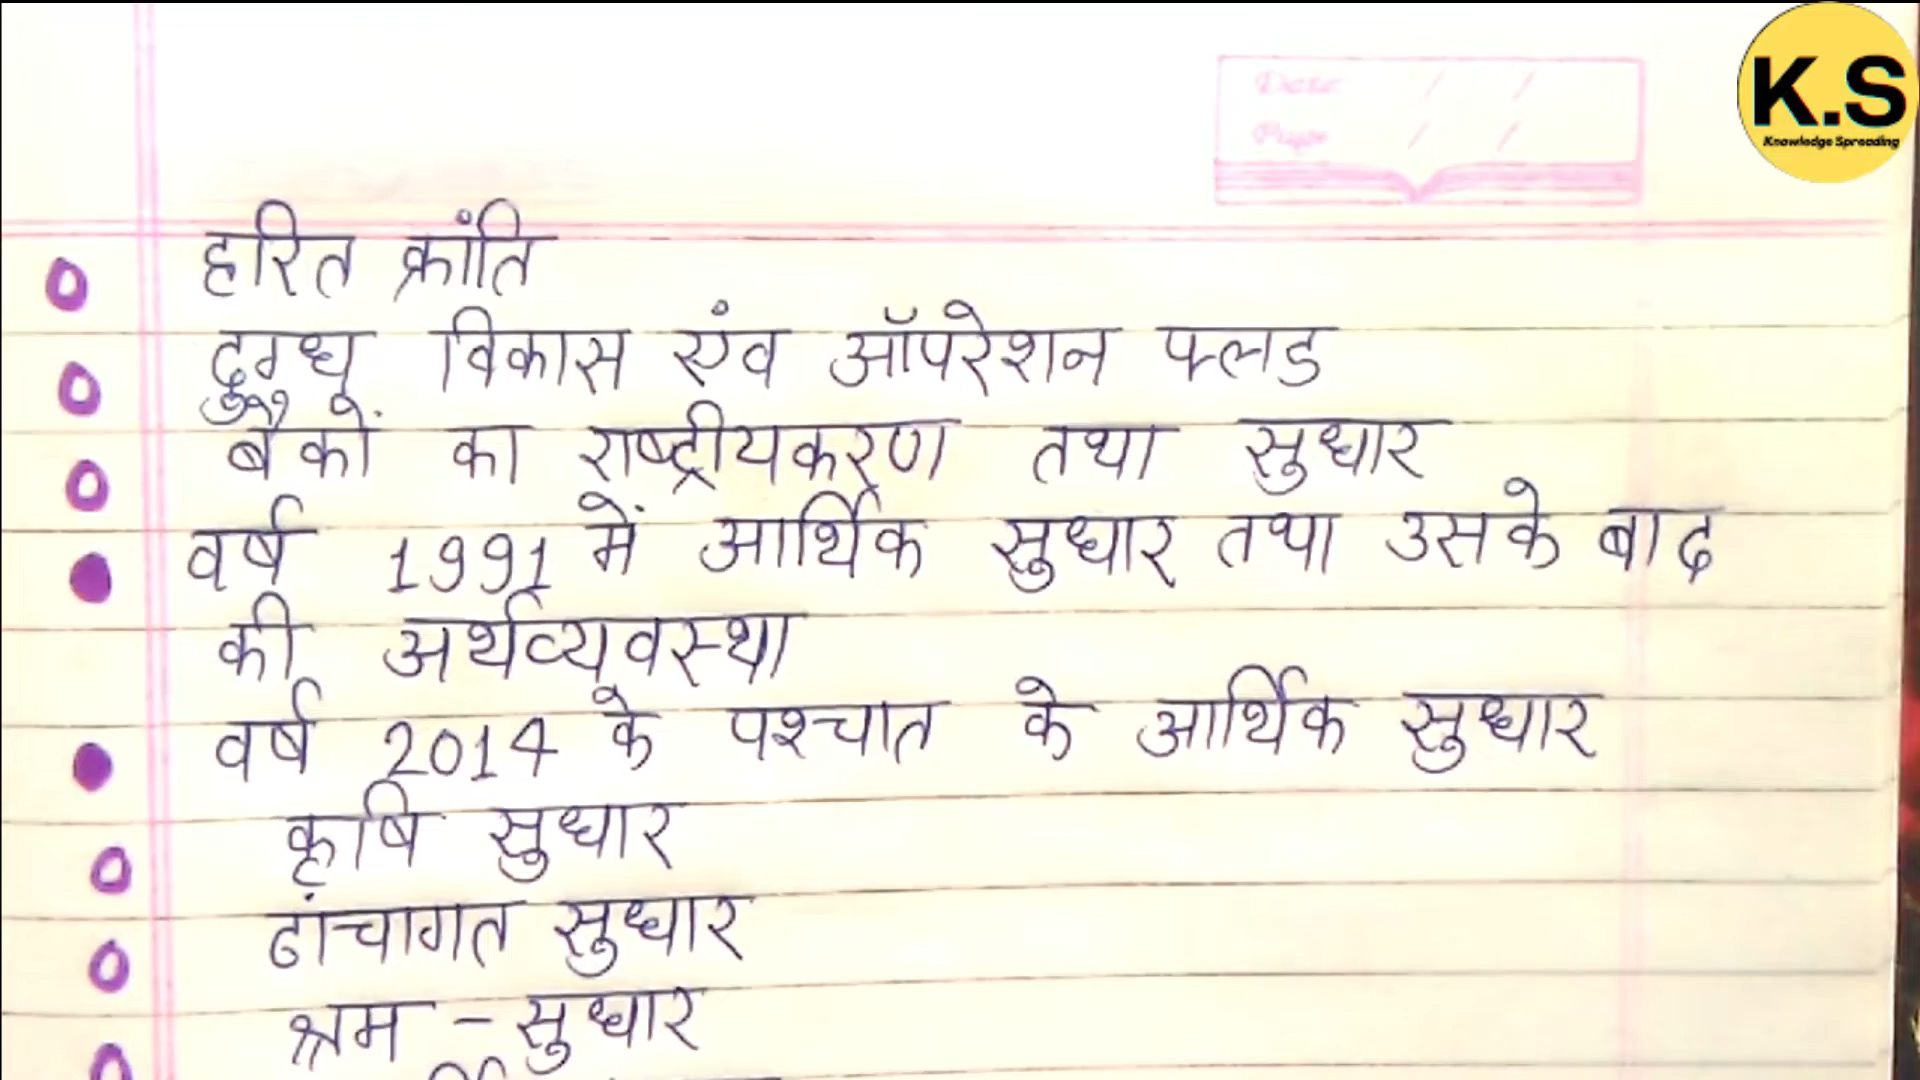 K.S
Knowledge Spreading
Date / /
Page / /
हरित क्रांति
दुग्ध विकास एंव ऑपरेशन फ्लड
बैंकों का राष्ट्रीयकरण तथा सुधार
वर्ष 1991 में आर्थिक सुधार तथा उसके बाद
की अर्थव्यवस्था
वर्ष 2014 के पश्चात के आर्थिक सुधार
कृषि सुधार
ढांचागत सुधार
श्रम - सुधार